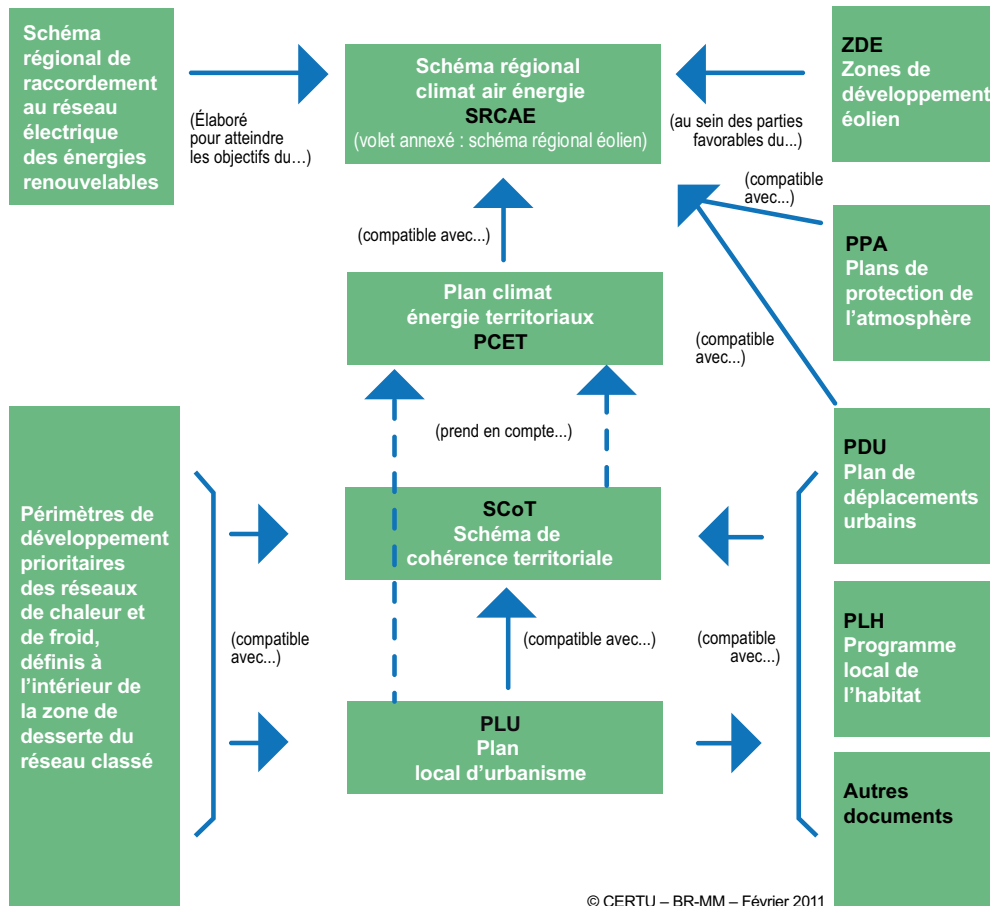 Schéma
régional de
raccordement
au réseau
électrique
des énergies
renouvelables
(Élaboré
pour atteindre
les objectifs du...)
Schéma régional
climat air énergie
SRCAE
(volet annexé : schéma régional éolien)
(au sein des parties
favorables du...)
ZDE
Zones de
développement
éolien
(compatible
avec...)
PPA
Plans de
protection de
l’atmosphère
(compatible avec...)
Plan climat
énergie territoriaux
PCET
(compatible
avec...)
(prend en compte...)
Périmètres de
développement
prioritaires
des réseaux
de chaleur et
de froid,
définis à
l’intérieur de
la zone de
desserte du
réseau classé
(compatible
avec...)
SCoT
Schéma de
cohérence territoriale
(compatible avec...)
PLU
Plan
local d’urbanisme
(compatible
avec...)
PDU
Plan de
déplacements
urbains
PLH
Programme
local de
l’habitat
Autres
documents
© CERTU – BR-MM – Février 2011